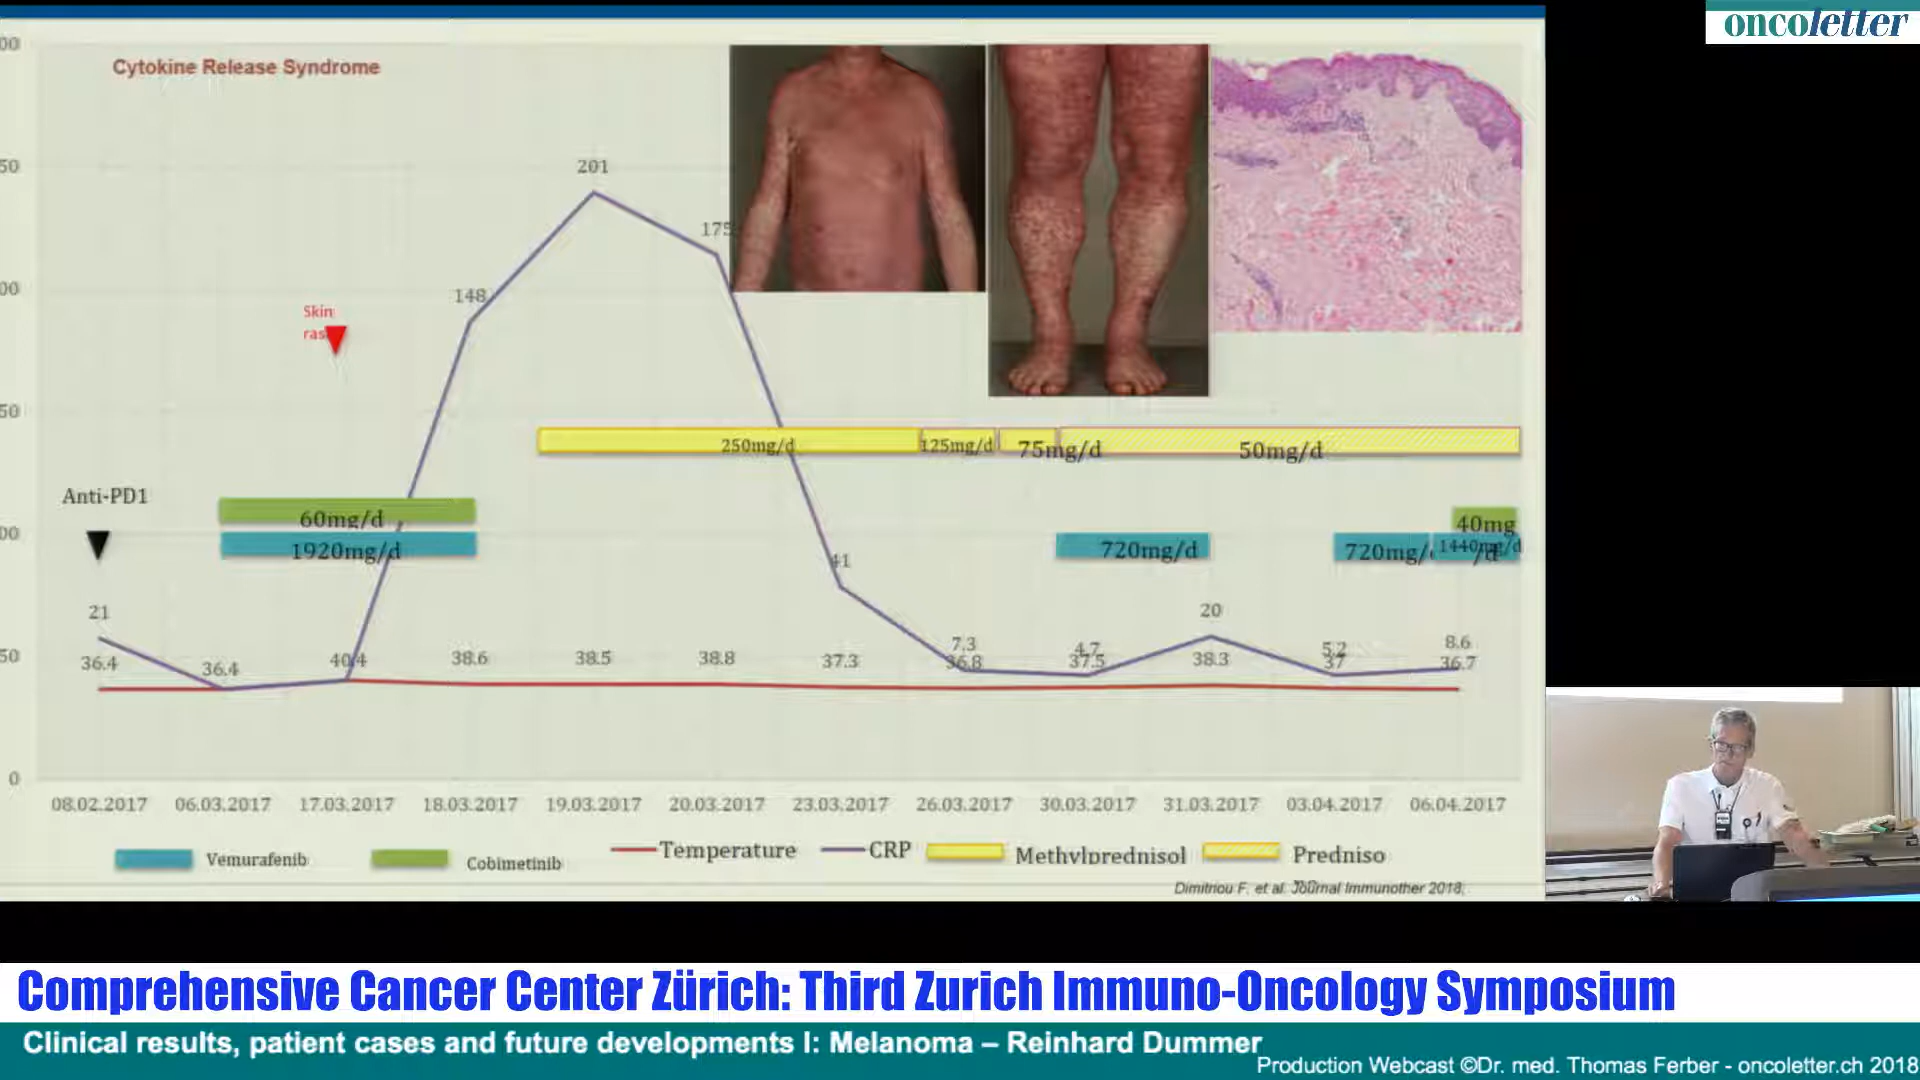 oncoletter
Cytokine Release Syndrome
201
175
148
Skin
250mg/d
125mg/d
75mg/d
50mg/d
Anti-PD1
60mg/d
1920mg/d
720mg/d
720mg/
40mg
1440mg/d
/d
41
21
20
7.3
4.7
5.2
8.6
36.4
36.4
40.4
38.6
38.5
38.8
37.3
36.8
37.5
38.3
37
36.7
00
50
00
50
00
50
0
08.02.2017
06.03.2017
17.03.2017
18.03.2017
19.03.2017
20.03.2017
23.03.2017
26.03.2017
30.03.2017
31.03.2017
03.04.2017
06.04.2017
Vemurafenib
Cobimetinib
Temperature
CRP
Methylprednisol
Predniso
Dimitriou F. et al. Journal Immunother 2018;
Comprehensive Cancer Center Zürich: Third Zurich Immuno-Oncology Symposium
Clinical results, patient cases and future developments I: Melanoma – Reinhard Dummer
Production Webcast ©Dr. med. Thomas Ferber - oncoletter.ch 2018